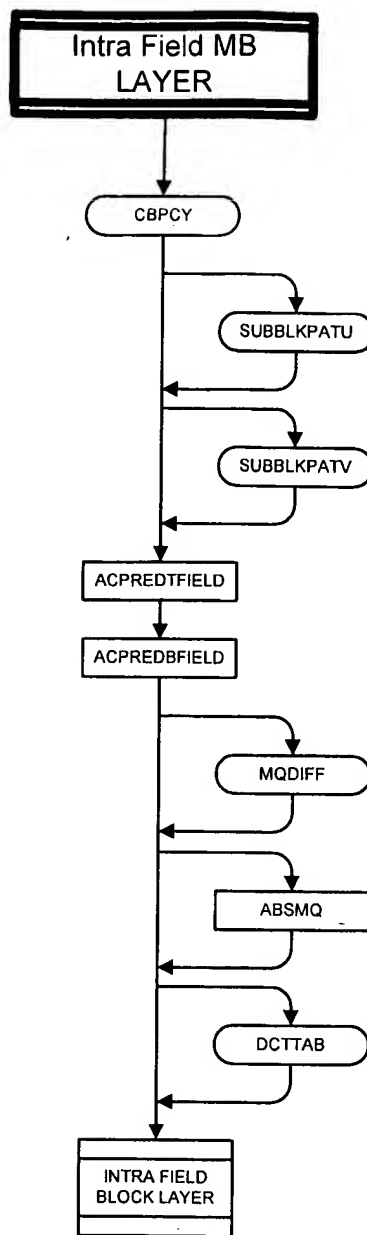 Intra Field MB
LAYER
CBPCY
SUBBLKPATU
SUBBLKPATV
ACPREDTFIELD
ACPREDBFIELD
MQDIFF
ABSMQ
DCTTAB
INTRA FIELD
BLOCK LAYER